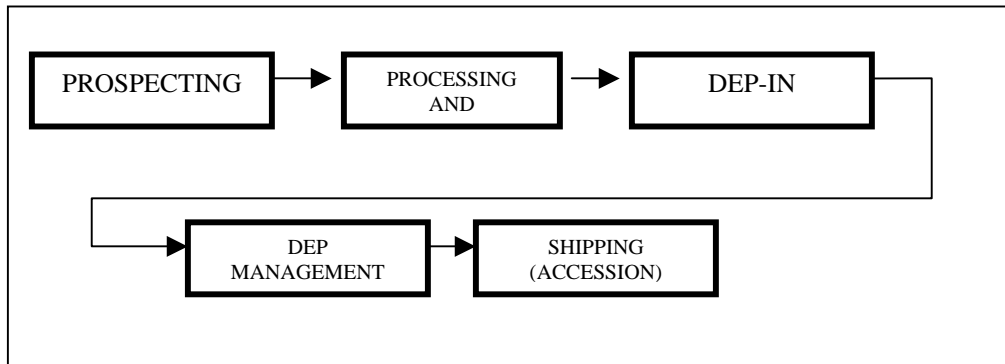 PROSPECTING
PROCESSING
AND
DEP-IN
DEP
MANAGEMENT
SHIPPING
(ACCESSION)